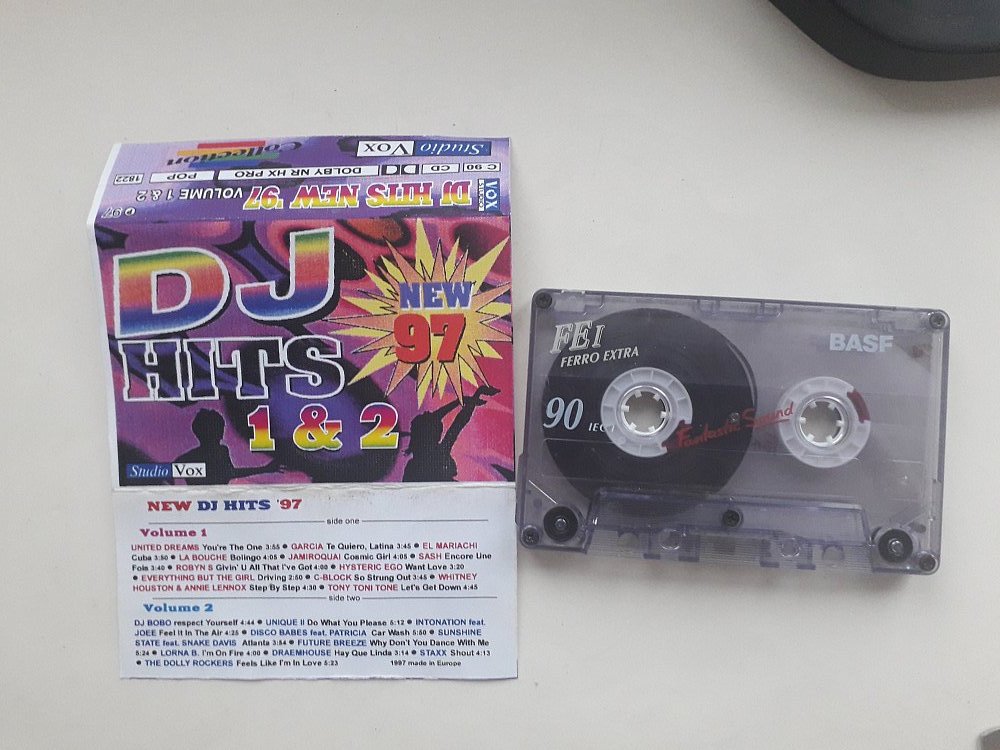 Studio Vox
Collection
C 90 CD DOLBY NR HX PRO POP 1822
VOX DJ HITS NEW '97 VOLUME 1 & 2
℗ 97
DJ
NEW
97
HITS
1 & 2
Studio Vox
NEW DJ HITS '97
side one
Volume 1
UNITED DREAMS You're The One 3:55 ● GARCIA Te Quiero, Latina 3:45 ● EL MARIACHI
Cuba 3:50 ● LA BOUCHE Bolingo 4:05 ● JAMIROQUAI Cosmic Girl 4:05 ● SASH Encore Une
Fois 3:40 ● ROBYN S Givin' U All That I've Got 4:00 ● HYSTERIC EGO Want Love 3:20
● EVERYTHING BUT THE GIRL Driving 2:50 ● C-BLOCK So Strung Out 3:45 ● WHITNEY
HOUSTON & ANNIE LENNOX Step By Step 4:30 ● TONY TONI TONE Let's Get Down 4:45
side two
Volume 2
DJ BOBO respect Yourself 4:44 ● UNIQUE II Do What You Please 5:12 ● INTONATION feat.
JOEE Feel It In The Air 4:25 ● DISCO BABES feat. PATRICIA Car Wash 5:50 ● SUNSHINE
STATE feat. SNAKE DAVIS Atlanta 3:54 ● FUTURE BREEZE Why Don't You Dance With Me
5:24 ● LORNA B. I'm On Fire 4:00 ● DRAEMHOUSE Hay Que Linda 3:14 ● STAXX Shout 4:13
● THE DOLLY ROCKERS Feels Like I'm In Love 5:23 1997 made in Europe
FE I
FERRO EXTRA
BASF
90 IEC I
Fantastic Sound